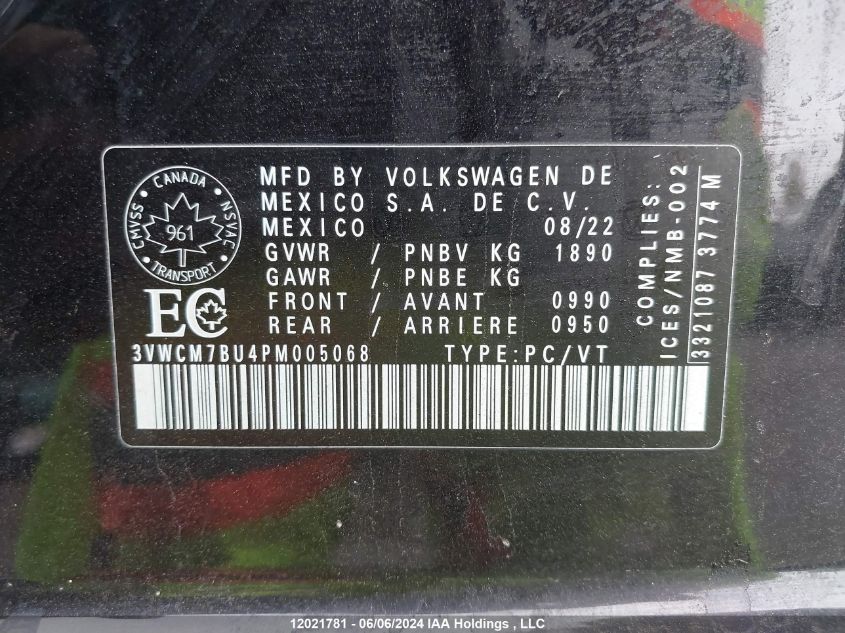 CANADA
CMVSS
NSVAC
961
TRANSPORT
EC
MFD BY VOLKSWAGEN DE
MEXICO S.A. DE C.V.
MEXICO 08/22
GVWR / PNBV KG 1890
GAWR / PNBE KG
FRONT / AVANT 0990
REAR / ARRIERE 0950
3VWCM7BU4PM005068 TYPE:PC/VT
COMPLIES:
ICES/NMB-002
3321087 3774M
12021781 - 06/06/2024 IAA Holdings , LLC